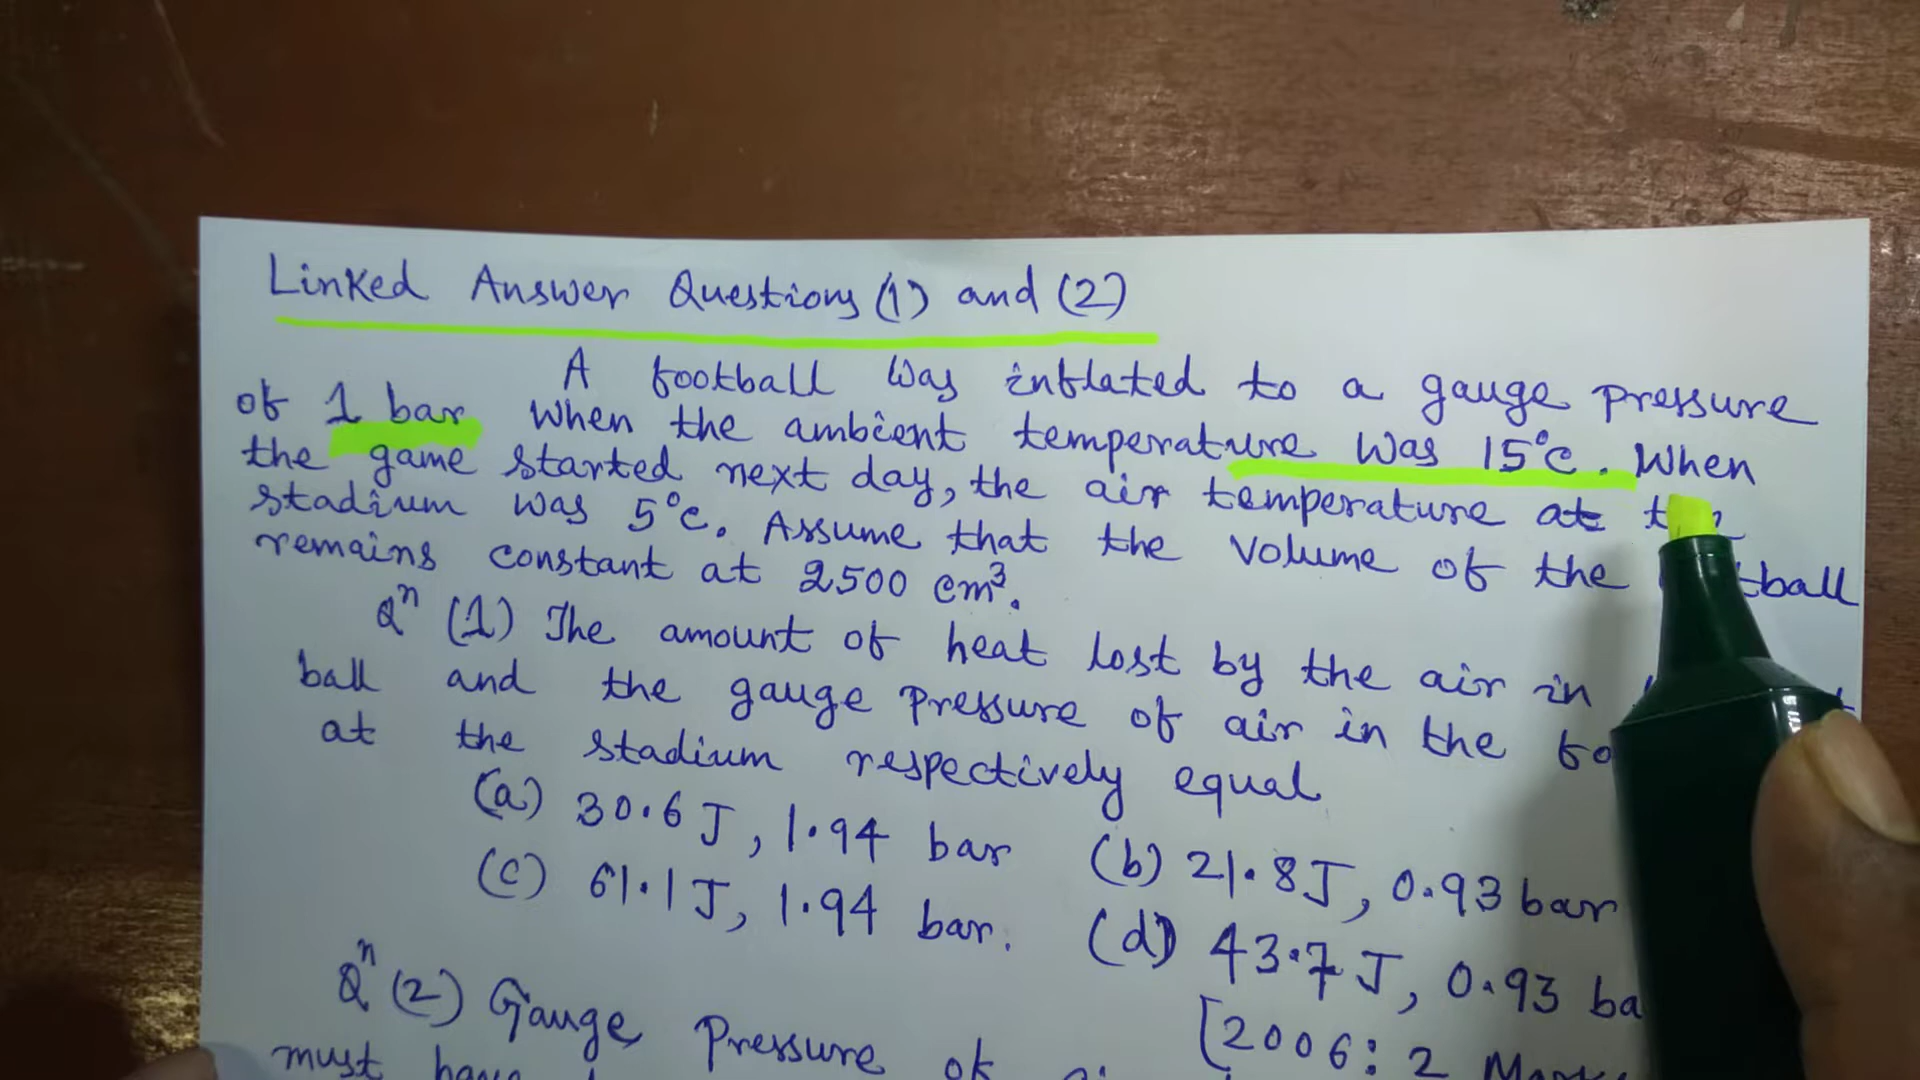 Linked Answer Questions (1) and (2)
A football was inflated to a gauge pressure
of 1 bar when the ambient temperature was 15°C. When
the game started next day, the air temperature at
stadium was 5°C. Assume that the volume of the
remains constant at 2500 cm³.
Qⁿ (1) The amount of heat lost by the air in
ball and the gauge pressure of air in the
at the stadium respectively equal
(a) 30.6 J, 1.94 bar (b) 21.8 J, 0.93 bar
(c) 61.1 J, 1.94 bar. (d) 43.7 J, 0.93
[2006: 2
Qⁿ (2) Gauge pressure of
must